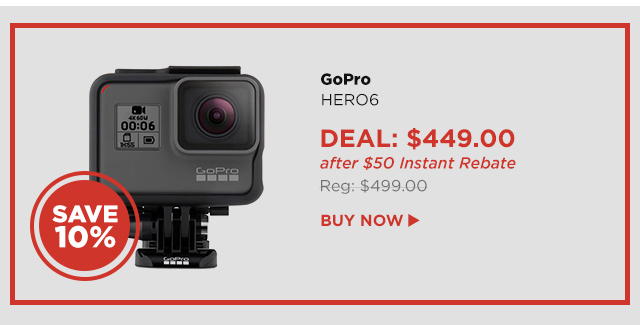 GoPro
HERO6
DEAL: $449.00
after $50 Instant Rebate
Reg: $499.00
BUY NOW ▶
SAVE
10%
00:06
GoPro
GoPro